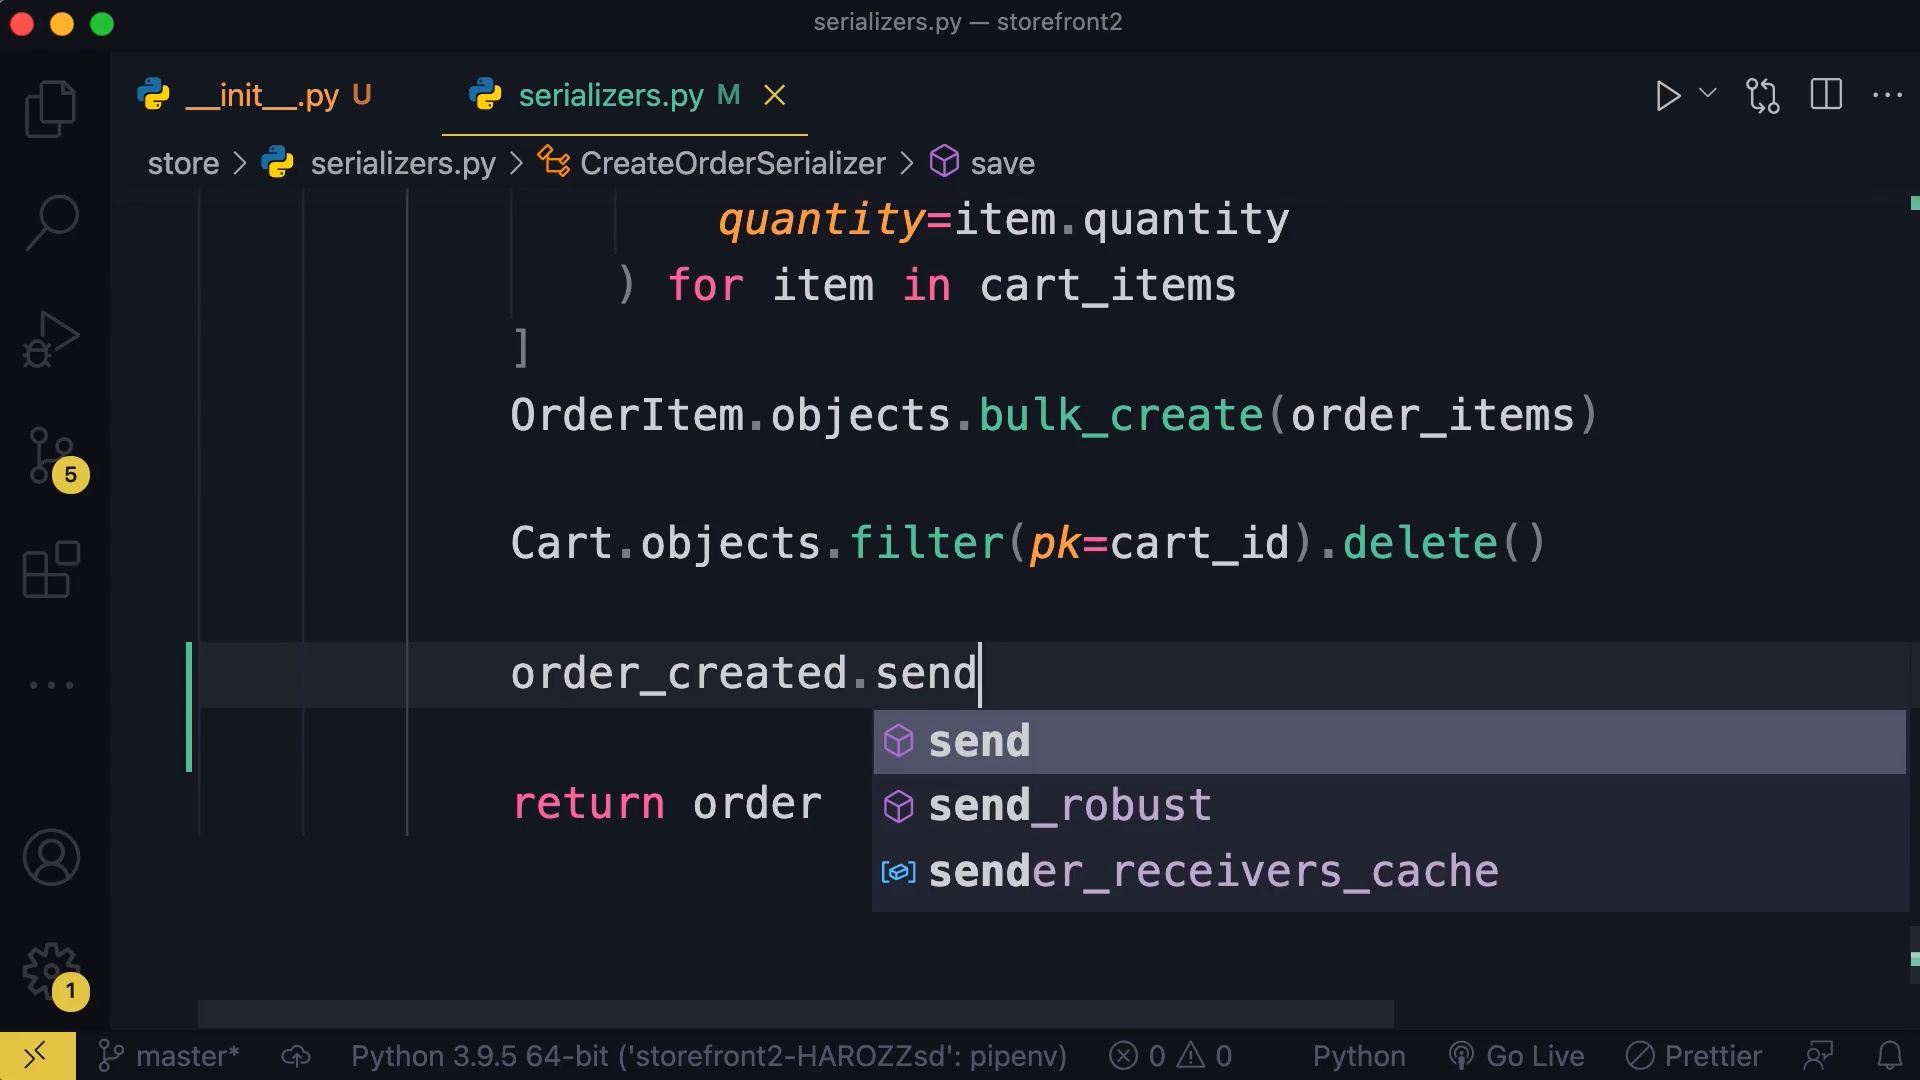 serializers.py — storefront2
__init__.py U
serializers.py M
store > serializers.py > CreateOrderSerializer > save
quantity=item.quantity
) for item in cart_items
]
OrderItem.objects.bulk_create(order_items)
Cart.objects.filter(pk=cart_id).delete()
order_created.send
send
send_robust
sender_receivers_cache
return order
5
1
master* Python 3.9.5 64-bit ('storefront2-HAROZZsd': pipenv) 0 0 Python Go Live Prettier